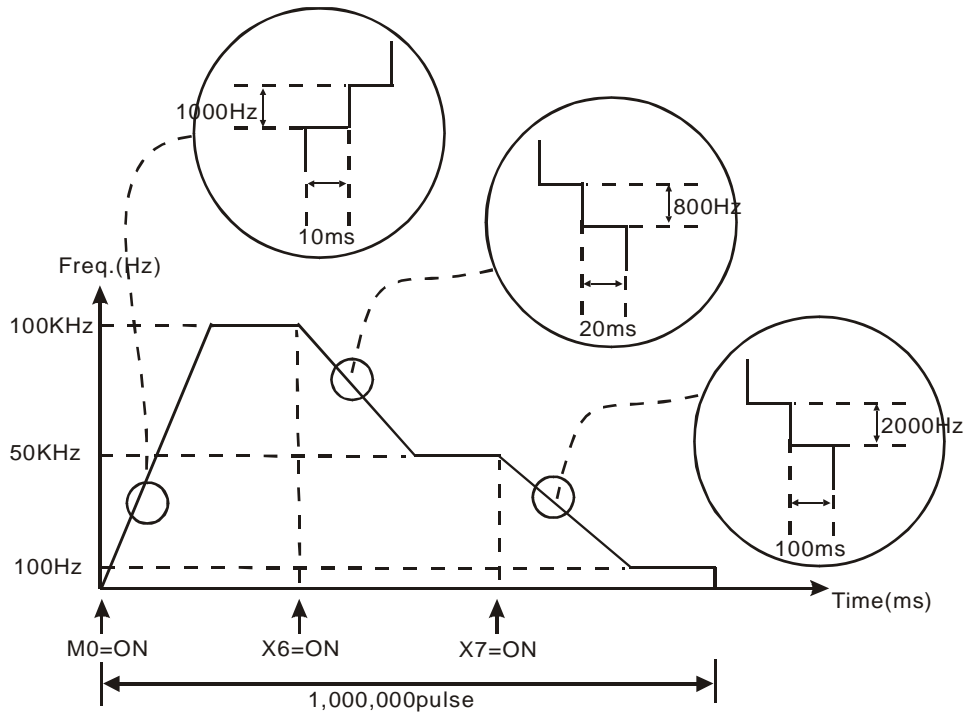 1000Hz
10ms
800Hz
20ms
Freq.(Hz)
100KHz
2000Hz
50KHz
100ms
100Hz
Time(ms)
M0=ON
X6=ON
X7=ON
1,000,000pulse